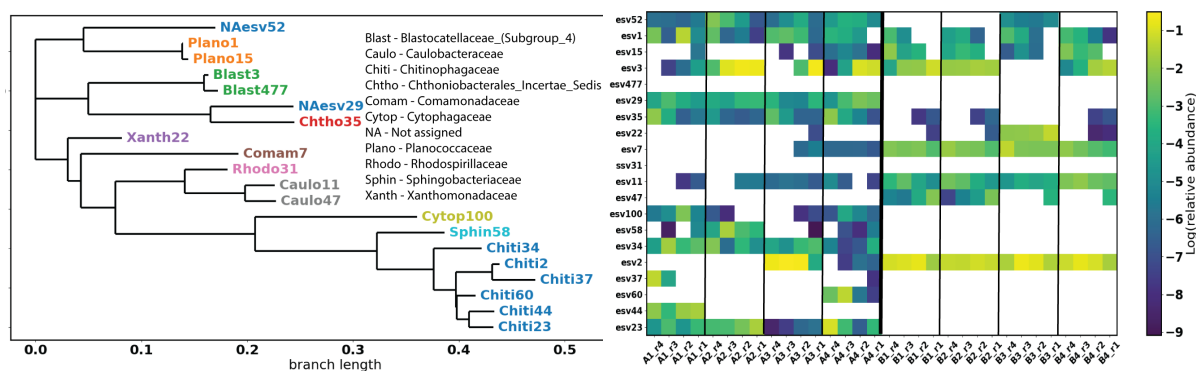 NAesv52
Plano1
Plano15
Blast3
Blast477
NAesv29
Chtho35
Xanth22
Comam7
Rhodo31
Caulo11
Caulo47
Cytop100
Sphin58
Chiti34
Chiti2
Chiti37
Chiti60
Chiti44
Chiti23
Blast - Blastocatellaceae_(Subgroup_4)
Caulo - Caulobacteraceae
Chiti - Chitinophagaceae
Chtho - Chthoniobacterales_Incertae_Sedis
Comam - Comamonadaceae
Cytop - Cytophagaceae
NA - Not assigned
Plano - Planococcaceae
Rhodo - Rhodospirillaceae
Sphin - Sphingobacteriaceae
Xanth - Xanthomonadaceae
0.0 0.1 0.2 0.3 0.4 0.5
branch length
esv52
esv1
esv15
esv3
esv477
esv29
esv35
esv22
esv7
ssv31
esv11
esv47
esv100
esv58
esv34
esv2
esv37
esv60
esv44
esv23
A1_r4 A1_r3 A1_r2 A1_r1 A2_r4 A2_r3 A2_r2 A2_r1 A3_r4 A3_r3 A3_r2 A3_r1 A4_r4 A4_r3 A4_r2 A4_r1 B1_r4 B1_r3 B1_r2 B1_r1 B2_r4 B2_r3 B2_r2 B2_r1 B3_r4 B3_r3 B3_r2 B3_r1 B4_r4 B4_r3 B4_r2 B4_r1
−1
−2
−3
−4
−5
−6
−7
−8
−9
Log(relative abundance)